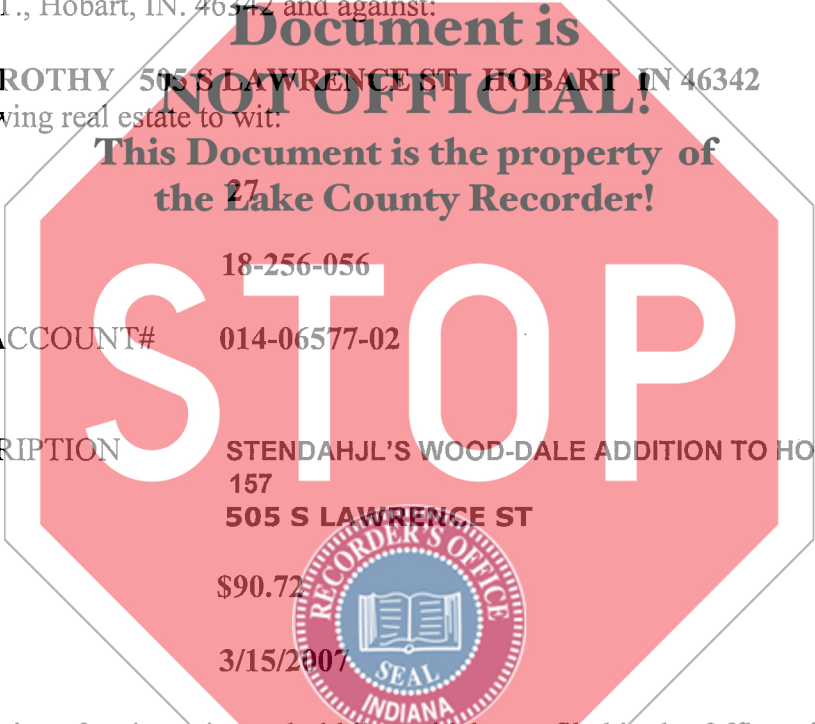 T., Hobart, IN. 46342 and against:
Document is
ROTHY 505 S LAWRENCE ST HOBART IN 46342
NOT OFFICIAL!
wing real estate to wit:
This Document is the property of
27
the Lake County Recorder!
18-256-056
STOP
ACCOUNT# 014-06577-02
RIPTION STENDAHJL'S WOOD-DALE ADDITION TO HO
157
505 S LAWRENCE ST
RECORDER'S OFFICE
$90.72
3/15/2007
SEAL
INDIANA